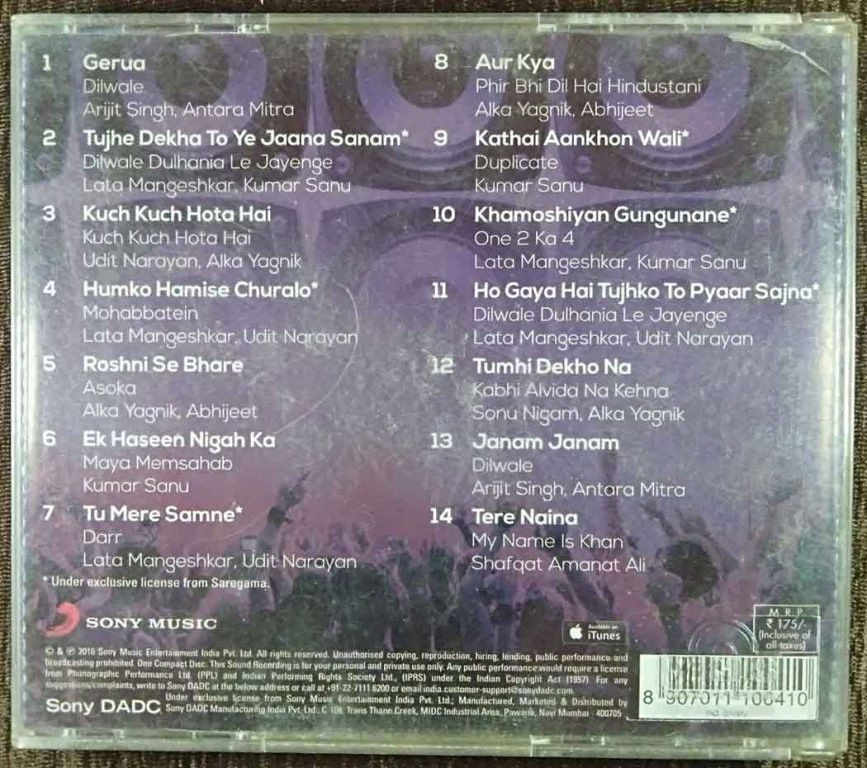 1 Gerua
Dilwale
Arijit Singh, Antara Mitra
2 Tujhe Dekha To Ye Jaana Sanam*
Dilwale Dulhania Le Jayenge
Lata Mangeshkar, Kumar Sanu
3 Kuch Kuch Hota Hai
Kuch Kuch Hota Hai
Udit Narayan, Alka Yagnik
4 Humko Hamise Churalo*
Mohabbatein
Lata Mangeshkar, Udit Narayan
5 Roshni Se Bhare
Asoka
Alka Yagnik, Abhijeet
6 Ek Haseen Nigah Ka
Maya Memsahab
Kumar Sanu
7 Tu Mere Samne*
Darr
Lata Mangeshkar, Udit Narayan
* Under exclusive license from Saregama.
8 Aur Kya
Phir Bhi Dil Hai Hindustani
Alka Yagnik, Abhijeet
9 Kathai Aankhon Wali*
Duplicate
Kumar Sanu
10 Khamoshiyan Gungunane*
One 2 Ka 4
Lata Mangeshkar, Kumar Sanu
11 Ho Gaya Hai Tujhko To Pyaar Sajna*
Dilwale Dulhania Le Jayenge
Lata Mangeshkar, Udit Narayan
12 Tumhi Dekho Na
Kabhi Alvida Na Kehna
Sonu Nigam, Alka Yagnik
13 Janam Janam
Dilwale
Arijit Singh, Antara Mitra
14 Tere Naina
My Name Is Khan
Shafqat Amanat Ali
SONY MUSIC
Available on
iTunes
M.R.P.
₹ 175/-
(Inclusive of
all taxes)
© & ℗ 2016 Sony Music Entertainment India Pvt. Ltd. All rights reserved. Unauthorised copying, reproduction, hiring, lending, public performance and
broadcasting prohibited. One Compact Disc. This Sound Recording is for your personal and private use only. Any public performance would require a license
from Phonographic Performance Ltd. (PPL) and Indian Performing Rights Society Ltd., (IPRS) under the Indian Copyright Act (1957). For any
suggestions/complaints, write to Sony DADC at the below address or call at +91-22-7111 6200 or email india.customer-support@sonydadc.com.
Under exclusive license from Sony Music Entertainment India Pvt. Ltd.; Manufactured, Marketed & Distributed by
Sony DADC Sony DADC Manufacturing India Pvt. Ltd., C-106, Trans Thane Creek, MIDC Industrial Area, Pawane, Navi Mumbai - 400705
8 907011 100410